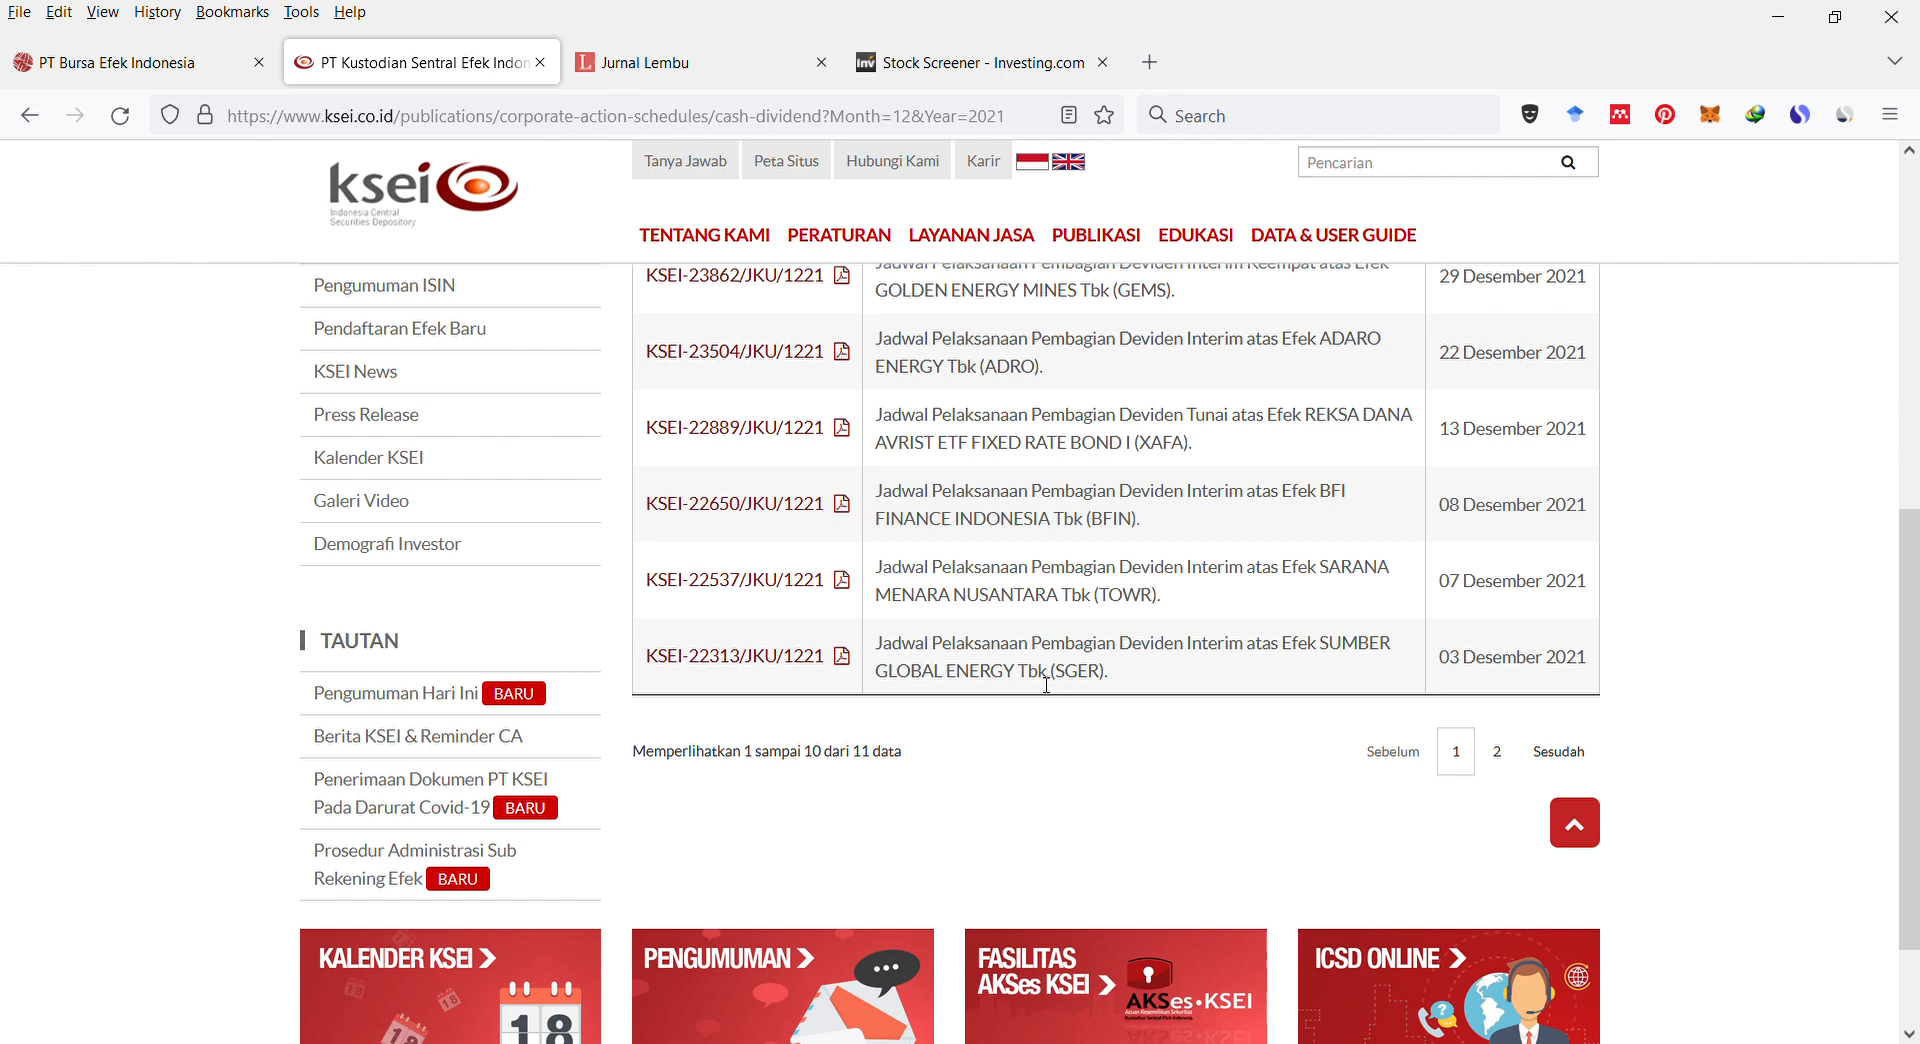 File Edit View History Bookmarks Tools Help
PT Bursa Efek Indonesia
PT Kustodian Sentral Efek Indon
Jurnal Lembu
Stock Screener - Investing.com
https://www.ksei.co.id/publications/corporate-action-schedules/cash-dividend?Month=12&Year=2021
Search
ksei
Indonesia Central
Securities Depository
Tanya Jawab Peta Situs Hubungi Kami Karir
Pencarian
TENTANG KAMI PERATURAN LAYANAN JASA PUBLIKASI EDUKASI DATA & USER GUIDE
Pengumuman ISIN
Pendaftaran Efek Baru
KSEI News
Press Release
Kalender KSEI
Galeri Video
Demografi Investor
TAUTAN
Pengumuman Hari Ini BARU
Berita KSEI & Reminder CA
Penerimaan Dokumen PT KSEI
Pada Darurat Covid-19 BARU
Prosedur Administrasi Sub
Rekening Efek BARU
KSEI-23862/JKU/1221
Jadwal Pelaksanaan Pembagian Deviden Interim Keempat atas Efek
GOLDEN ENERGY MINES Tbk (GEMS).
29 Desember 2021
KSEI-23504/JKU/1221
Jadwal Pelaksanaan Pembagian Deviden Interim atas Efek ADARO
ENERGY Tbk (ADRO).
22 Desember 2021
KSEI-22889/JKU/1221
Jadwal Pelaksanaan Pembagian Deviden Tunai atas Efek REKSA DANA
AVRIST ETF FIXED RATE BOND I (XAFA).
13 Desember 2021
KSEI-22650/JKU/1221
Jadwal Pelaksanaan Pembagian Deviden Interim atas Efek BFI
FINANCE INDONESIA Tbk (BFIN).
08 Desember 2021
KSEI-22537/JKU/1221
Jadwal Pelaksanaan Pembagian Deviden Interim atas Efek SARANA
MENARA NUSANTARA Tbk (TOWR).
07 Desember 2021
KSEI-22313/JKU/1221
Jadwal Pelaksanaan Pembagian Deviden Interim atas Efek SUMBER
GLOBAL ENERGY Tbk (SGER).
03 Desember 2021
Memperlihatkan 1 sampai 10 dari 11 data
Sebelum 1 2 Sesudah
KALENDER KSEI
18
18
18
PENGUMUMAN
FASILITAS
AKSes KSEI
AKSes•KSEI
ICSD ONLINE